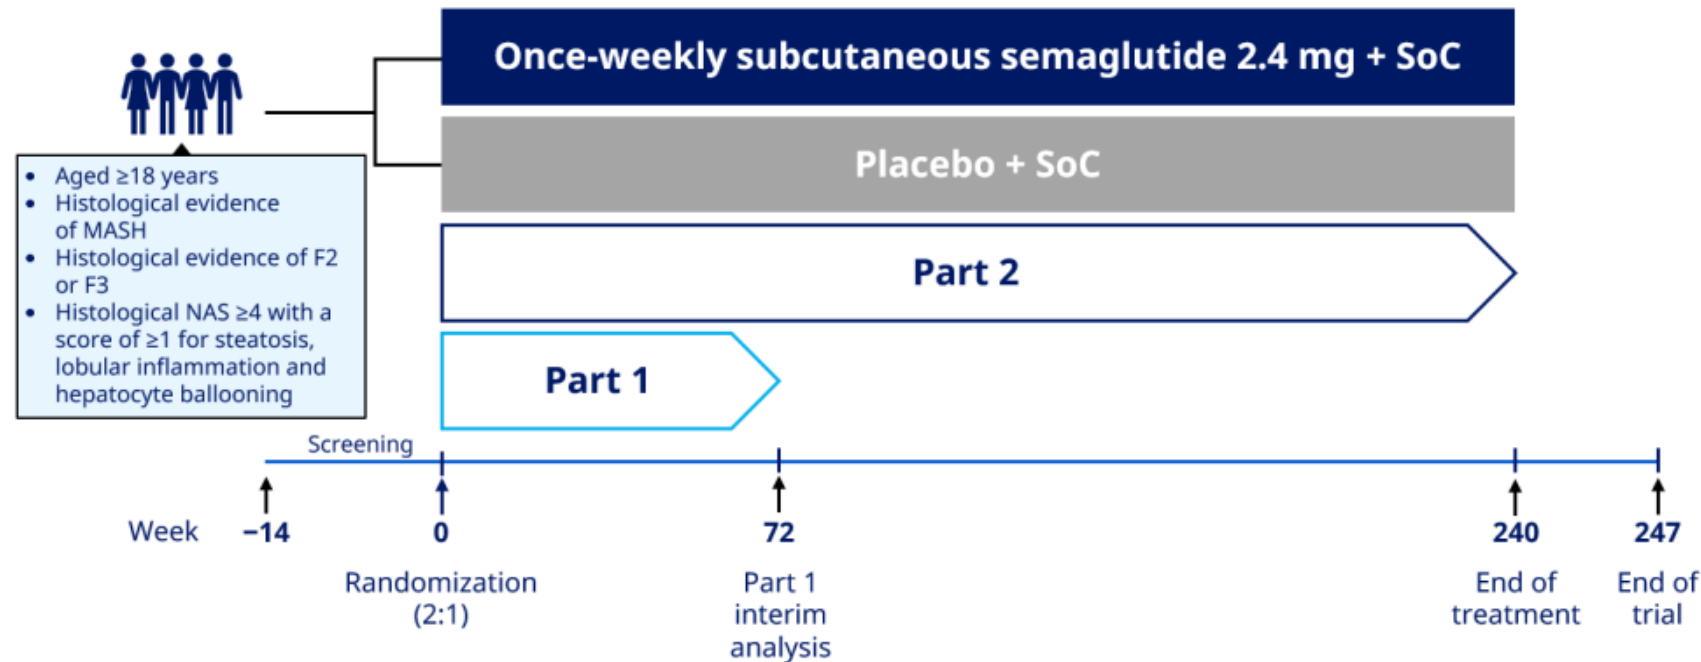 Once-weekly subcutaneous semaglutide 2.4 mg + SoC
Placebo + SoC
• Aged ≥18 years
• Histological evidence
of MASH
• Histological evidence of F2
or F3
• Histological NAS ≥4 with a
score of ≥1 for steatosis,
lobular inflammation and
hepatocyte ballooning
Part 2
Part 1
Screening
Week −14 0 72 240 247
Randomization
(2:1)
Part 1
interim
analysis
End of
treatment
End of
trial